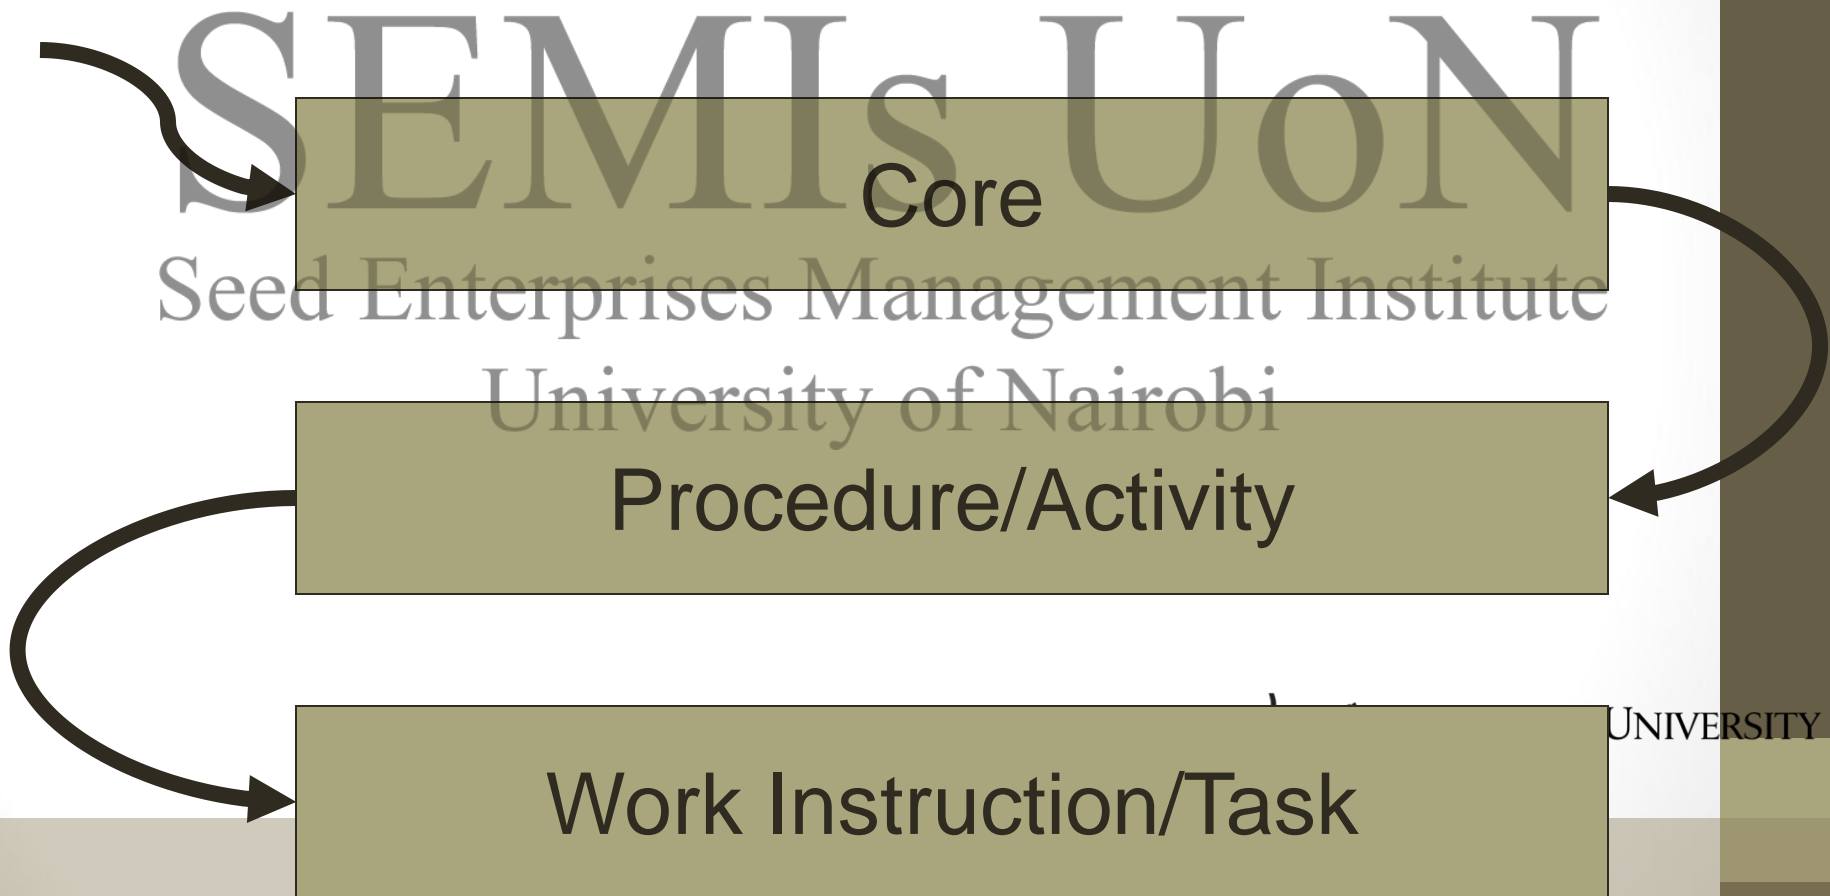 SEMIs UoN
Core
Seed Enterprises Management Institute
University of Nairobi
Procedure/Activity
UNIVERSITY
Work Instruction/Task